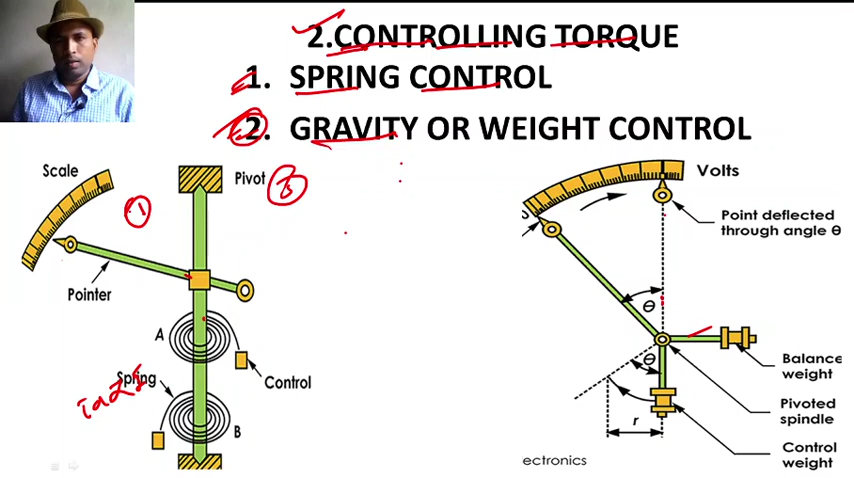 2.CONTROLLING TORQUE
1. SPRING CONTROL
2. GRAVITY OR WEIGHT CONTROL
Scale
Pivot
Pointer
A
Spring
Control
B
Volts
Point deflected
through angle θ
θ
θ
Balance
weight
Pivoted
spindle
r
Control
weight
ectronics